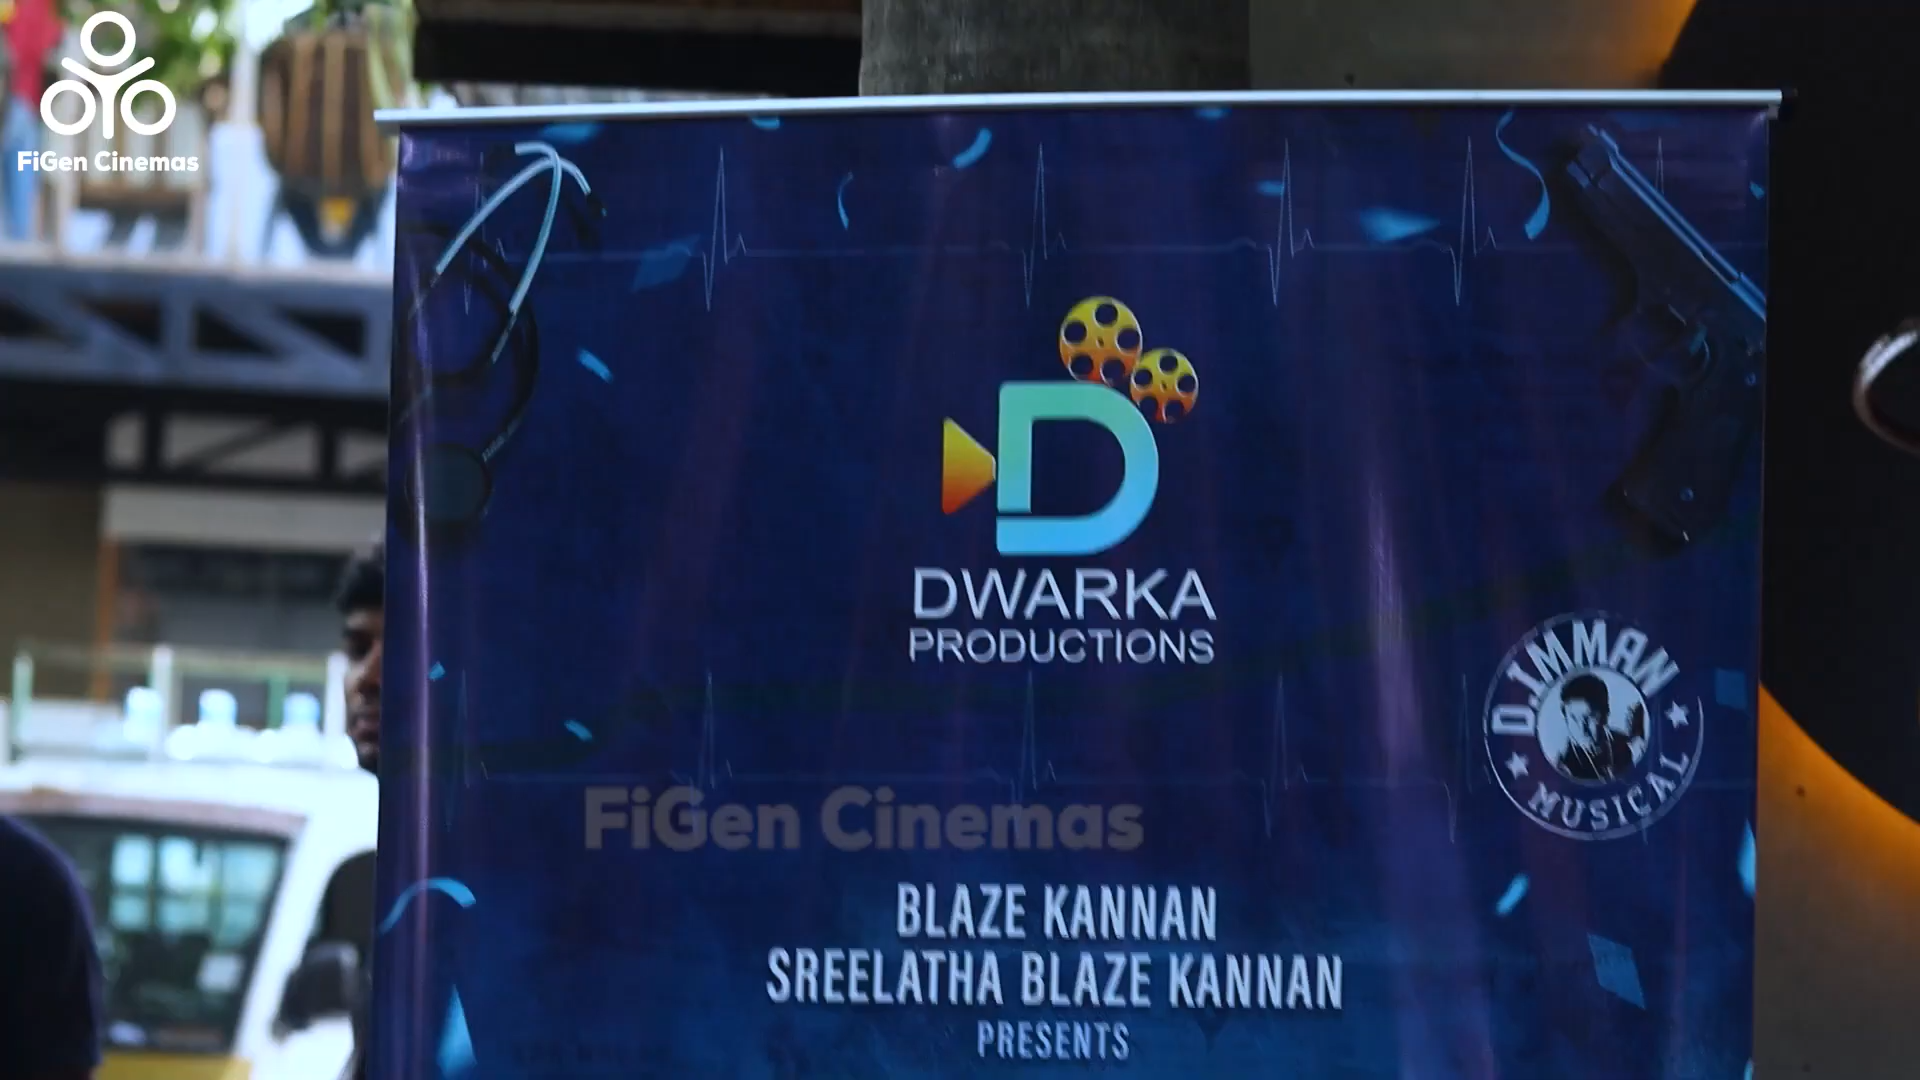 FiGen Cinemas
DWARKA
PRODUCTIONS
D.IMMAN
MUSICAL
FiGen Cinemas
BLAZE KANNAN
SREELATHA BLAZE KANNAN
PRESENTS